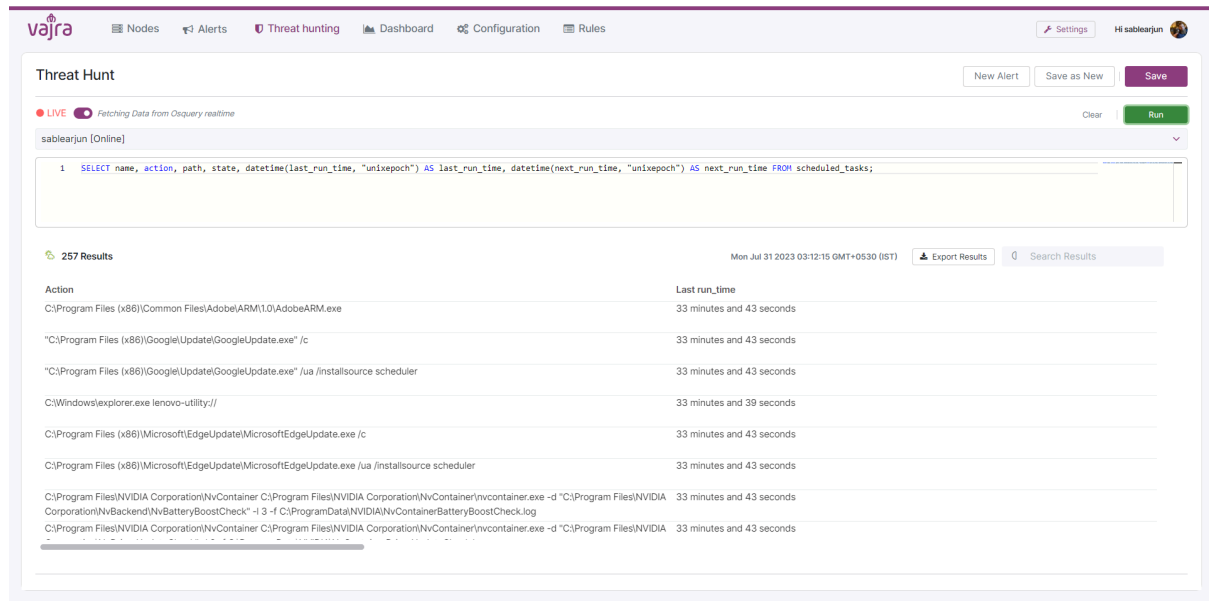 vajra
Nodes Alerts Threat hunting Dashboard Configuration Rules Settings Hi sablearjun
Threat Hunt New Alert Save as New Save
LIVE Fetching Data from Osquery realtime Clear Run
sablearjun [Online]
1 SELECT name, action, path, state, datetime(last_run_time, "unixepoch") AS last_run_time, datetime(next_run_time, "unixepoch") AS next_run_time FROM scheduled_tasks;
257 Results Mon Jul 31 2023 03:12:15 GMT+0530 (IST) Export Results Search Results
Action Last run_time
C:\Program Files (x86)\Common Files\Adobe\ARM\1.0\AdobeARM.exe 33 minutes and 43 seconds
"C:\Program Files (x86)\Google\Update\GoogleUpdate.exe" /c 33 minutes and 43 seconds
"C:\Program Files (x86)\Google\Update\GoogleUpdate.exe" /ua /installsource scheduler 33 minutes and 43 seconds
C:\Windows\explorer.exe lenovo-utility:// 33 minutes and 39 seconds
C:\Program Files (x86)\Microsoft\EdgeUpdate\MicrosoftEdgeUpdate.exe /c 33 minutes and 43 seconds
C:\Program Files (x86)\Microsoft\EdgeUpdate\MicrosoftEdgeUpdate.exe /ua /installsource scheduler 33 minutes and 43 seconds
C:\Program Files\NVIDIA Corporation\NvContainer C:\Program Files\NVIDIA Corporation\NvContainer\nvcontainer.exe -d "C:\Program Files\NVIDIA 33 minutes and 43 seconds
Corporation\NvBackend\NvBatteryBoostCheck" -l 3 -f C:\ProgramData\NVIDIA\NvContainerBatteryBoostCheck.log
C:\Program Files\NVIDIA Corporation\NvContainer C:\Program Files\NVIDIA Corporation\NvContainer\nvcontainer.exe -d "C:\Program Files\NVIDIA 33 minutes and 43 seconds